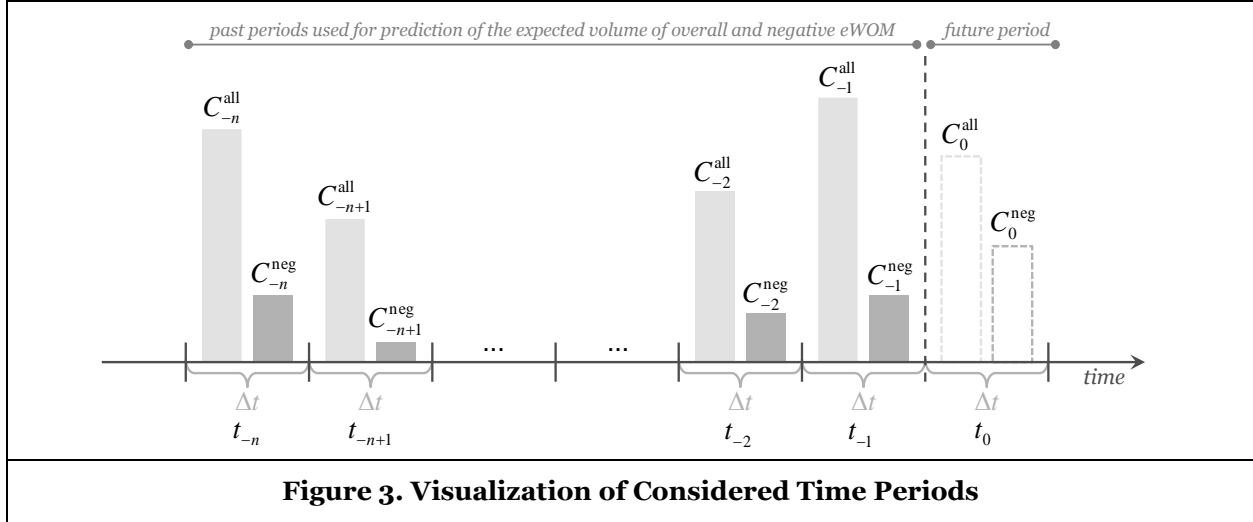 past periods used for prediction of the expected volume of overall and negative eWOM future period
C_{-n}^{all} C_{-n}^{neg} C_{-n+1}^{all} C_{-n+1}^{neg} ... ... C_{-2}^{all} C_{-2}^{neg} C_{-1}^{all} C_{-1}^{neg} C_0^{all} C_0^{neg}
time
Δt Δt Δt Δt Δt
t_{-n} t_{-n+1} t_{-2} t_{-1} t_0
Figure 3. Visualization of Considered Time Periods